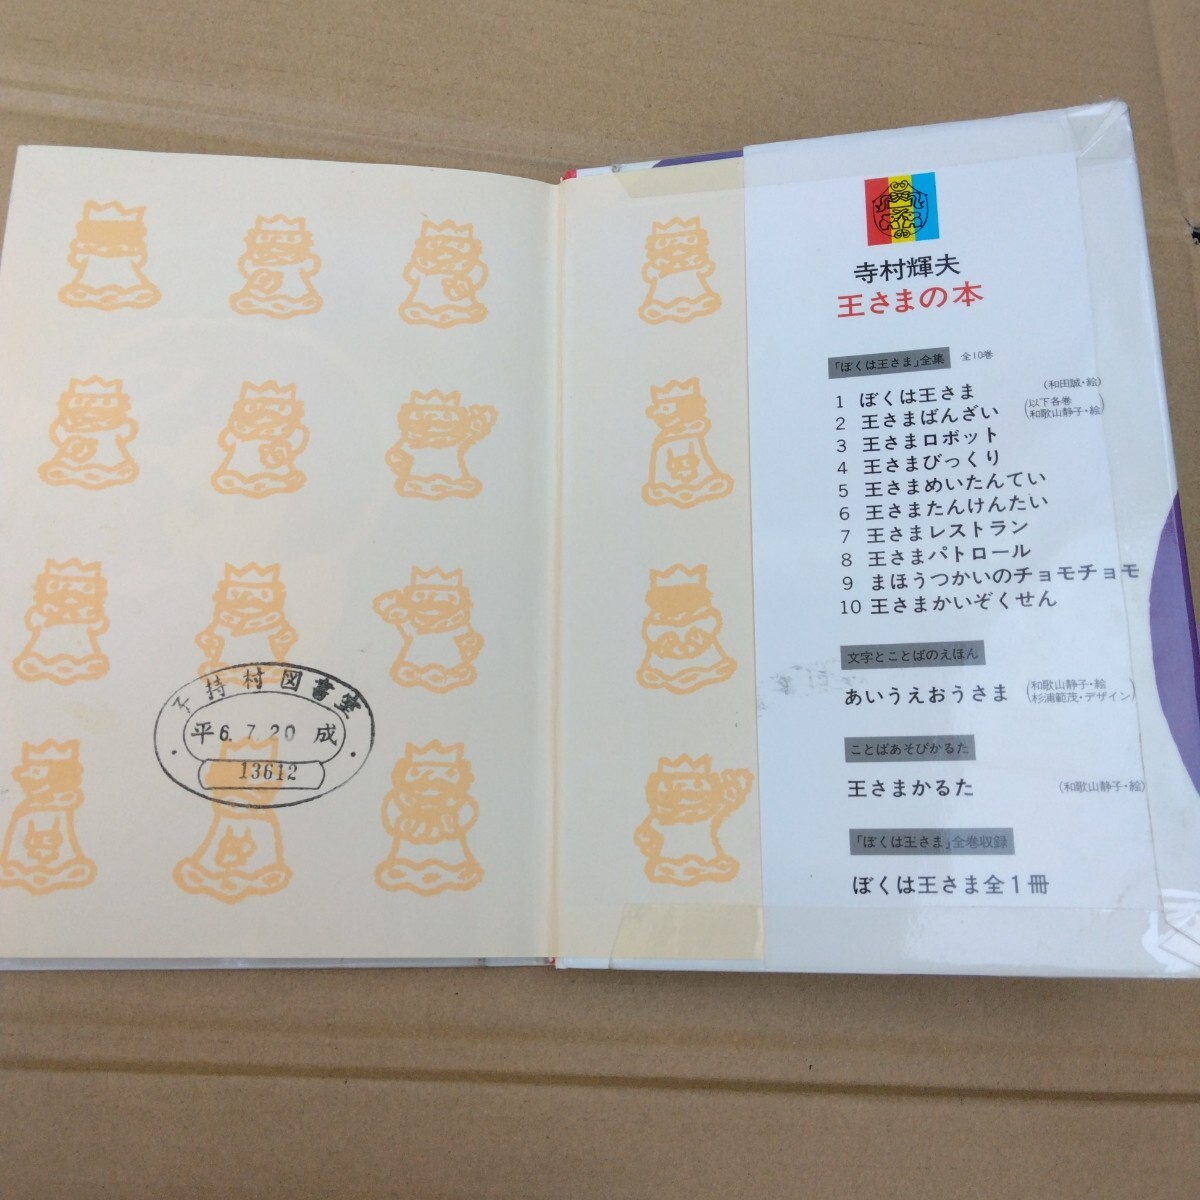 子持村図書室
平6.7.20成
13612
寺村輝夫
王さまの本
「ぼくは王さま」全集 全10巻
1 ぼくは王さま (和田誠・絵)
2 王さまばんざい (以下各巻 和歌山静子・絵)
3 王さまロボット
4 王さまびっくり
5 王さまめいたんてい
6 王さまたんけんたい
7 王さまレストラン
8 王さまパトロール
9 まほうつかいのチョモチョモ
10 王さまかいぞくせん
文字とことばのえほん
あいうえおうさま (和歌山静子・絵 杉浦範茂・デザイン)
ことばあそびかるた
王さまかるた (和歌山静子・絵)
「ぼくは王さま」全巻収録
ぼくは王さま全1冊